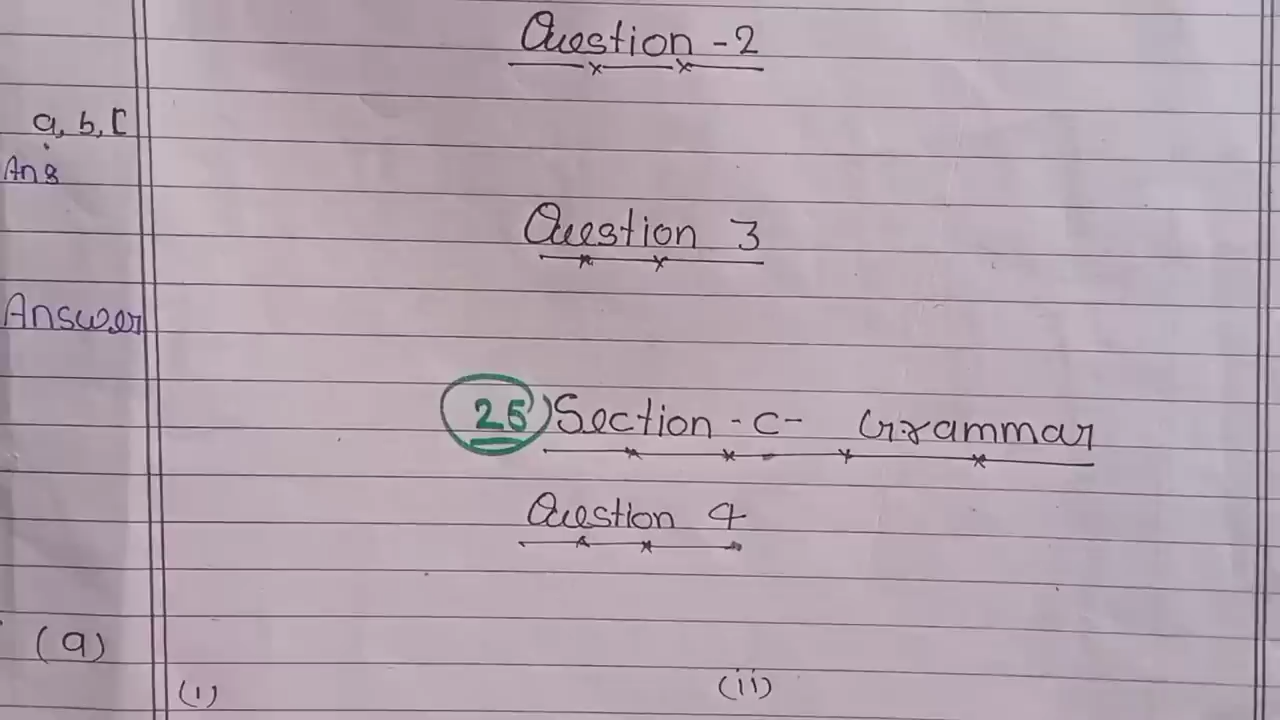 Question - 2
a, b, C
Ans
Question 3
Answer
25 Section - C - Grammar
Question 4
(a)
(i) (ii)